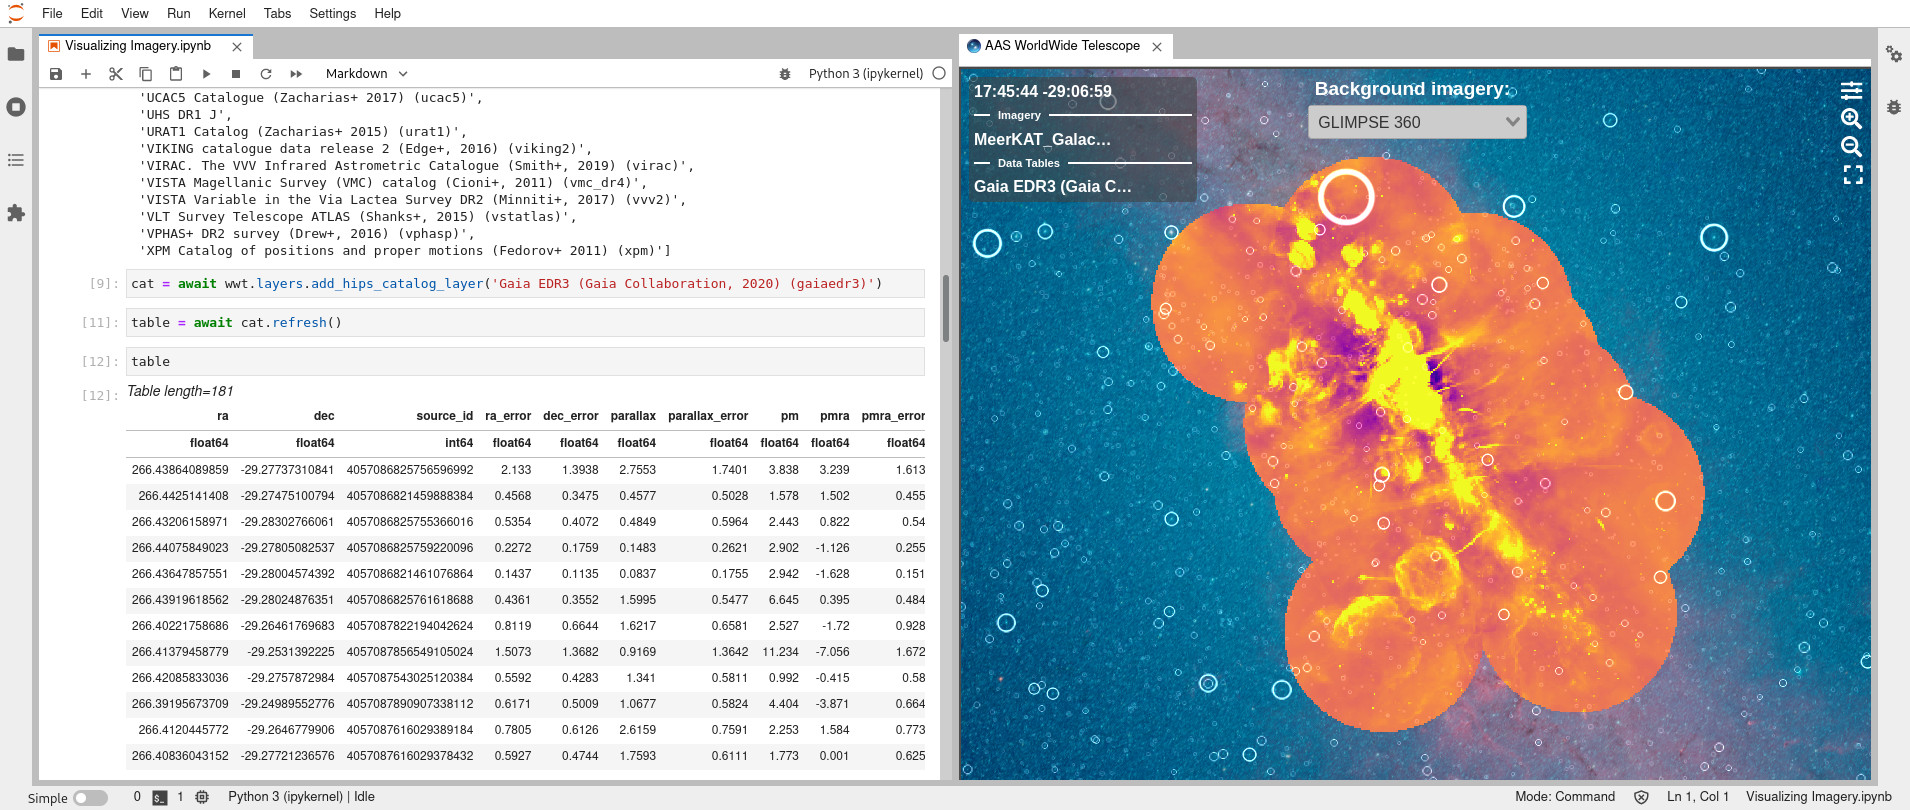 File Edit View Run Kernel Tabs Settings Help
Visualizing Imagery.ipynb
Markdown
Python 3 (ipykernel)
'UCAC5 Catalogue (Zacharias+ 2017) (ucac5)',
'UHS DR1 J',
'URAT1 Catalog (Zacharias+ 2015) (urat1)',
'VIKING catalogue data release 2 (Edge+, 2016) (viking2)',
'VIRAC. The VVV Infrared Astrometric Catalogue (Smith+, 2019) (virac)',
'VISTA Magellanic Survey (VMC) catalog (Cioni+, 2011) (vmc_dr4)',
'VISTA Variable in the Via Lactea Survey DR2 (Minniti+, 2017) (vvv2)',
'VLT Survey Telescope ATLAS (Shanks+, 2015) (vstatlas)',
'VPHAS+ DR2 survey (Drew+, 2016) (vphasp)',
'XPM Catalog of positions and proper motions (Fedorov+ 2011) (xpm)']
[9]: cat = await wwt.layers.add_hips_catalog_layer('Gaia EDR3 (Gaia Collaboration, 2020) (gaiaedr3)')
[11]: table = await cat.refresh()
[12]: table
[12]: Table length=181
ra dec source_id ra_error dec_error parallax parallax_error pm pmra pmra_error
float64 float64 int64 float64 float64 float64 float64 float64 float64 float64
266.43864089859 -29.27737310841 4057086825756596992 2.133 1.3938 2.7553 1.7401 3.838 3.239 1.613
266.4425141408 -29.27475100794 4057086821459888384 0.4568 0.3475 0.4577 0.5028 1.578 1.502 0.455
266.43206158971 -29.28302766061 4057086825755366016 0.5354 0.4072 0.4849 0.5964 2.443 0.822 0.54
266.44075849023 -29.27805082537 4057086825759220096 0.2272 0.1759 0.1483 0.2621 2.902 -1.126 0.255
266.43647857551 -29.28004574392 4057086821461076864 0.1437 0.1135 0.0837 0.1755 2.942 -1.628 0.151
266.43919618562 -29.28024876351 4057086825761618688 0.4361 0.3552 1.5995 0.5477 6.645 0.395 0.484
266.40221758686 -29.26461769683 4057087822194042624 0.8119 0.6644 1.6217 0.6581 2.527 -1.72 0.928
266.41379458779 -29.2531392225 4057087856549105024 1.5073 1.3682 0.9169 1.3642 11.234 -7.056 1.672
266.42085833036 -29.2757872984 4057087543025120384 0.5592 0.4283 1.341 0.5811 0.992 -0.415 0.58
266.39195673709 -29.24989552776 4057087890907338112 0.6171 0.5009 1.0677 0.5824 4.404 -3.871 0.664
266.4120445772 -29.2646779906 4057087616029389184 0.7805 0.6126 2.6159 0.7591 2.253 1.584 0.773
266.40836043152 -29.27721236576 4057087616029378432 0.5927 0.4744 1.7593 0.6111 1.773 0.001 0.625
AAS WorldWide Telescope
17:45:44 -29:06:59
Imagery
MeerKAT_Galac…
Data Tables
Gaia EDR3 (Gaia C…
Background imagery:
GLIMPSE 360
Simple 0 $_ 1 Python 3 (ipykernel) | Idle Mode: Command Ln 1, Col 1 Visualizing Imagery.ipynb